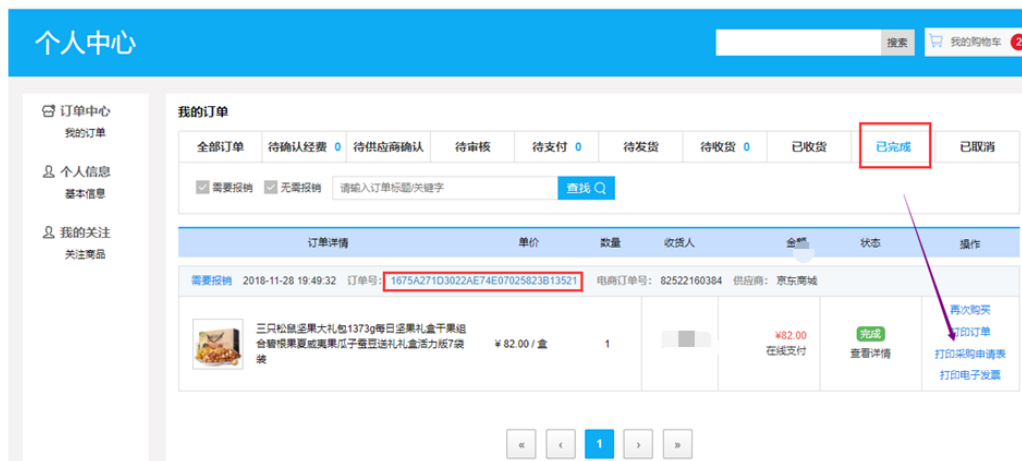 个人中心
搜索
我的购物车 2
订单中心
我的订单
个人信息
基本信息
我的关注
关注商品
我的订单
全部订单 待确认经费 0 待供应商确认 待审核 待支付 0 待发货 待收货 0 已收货 已完成 已取消
需要报销 无需报销 请输入订单标题/关键字 查找
订单详情 单价 数量 收货人 金额 状态 操作
需要报销 2018-11-28 19:49:32 订单号: 1675A271D3022AE74E07025823B13521 电商订单号: 82522160384 供应商: 京东商城
三只松鼠坚果大礼包1373g每日坚果礼盒干果组
合碧根果夏威夷果瓜子蚕豆送礼礼盒活力版7袋
装
¥ 82.00 / 盒 1
¥82.00
在线支付
完成
查看详情
再次购买
打印订单
打印采购申请表
打印电子发票
« ‹ 1 › »